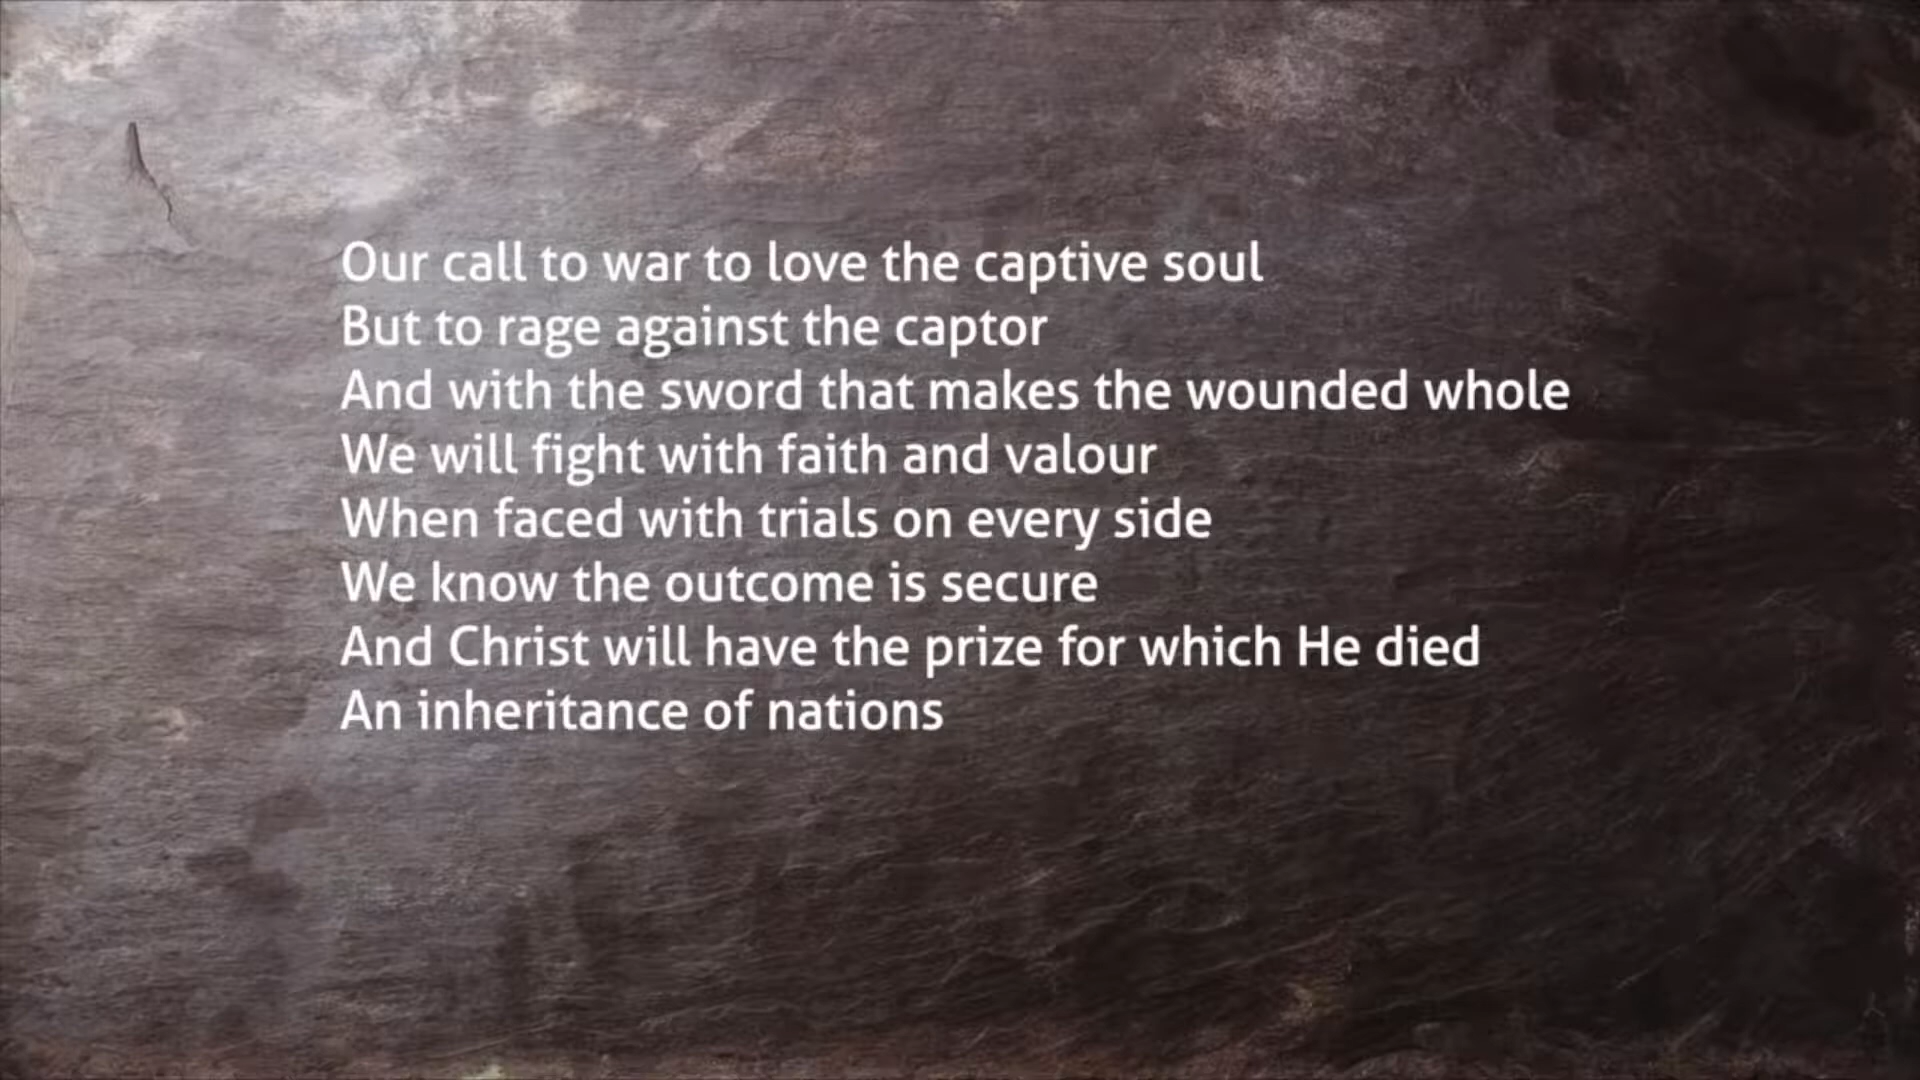 Our call to war to love the captive soul
But to rage against the captor
And with the sword that makes the wounded whole
We will fight with faith and valour
When faced with trials on every side
We know the outcome is secure
And Christ will have the prize for which He died
An inheritance of nations